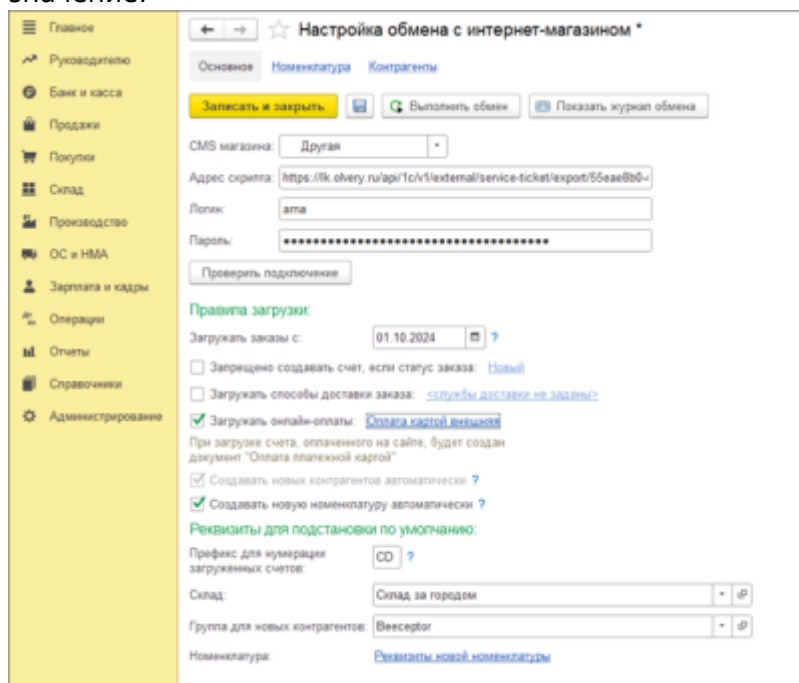 значение.
Главное
Руководителю
Банк и касса
Продажи
Покупки
Склад
Производство
ОС и НМА
Зарплата и кадры
Операции
Отчеты
Справочники
Администрирование
Настройка обмена с интернет-магазином *
Основное Номенклатура Контрагенты
Записать и закрыть Выполнить обмен Показать журнал обмена
CMS магазина: Другая
Адрес скрипта: https://lk.olvery.ru/api/1c/v1/external/service-ticket/export/55eae8b0-
Логин: ama
Пароль:
Проверить подключение
Правила загрузки:
Загружать заказы с: 01.10.2024 ?
Запрещено создавать счет, если статус заказа: Новый
Загружать способы доставки заказа: <службы доставки не заданы>
Загружать онлайн-оплаты: Оплата картой внешняя
При загрузке счета, оплаченного на сайте, будет создан
документ "Оплата платежной картой"
Создавать новых контрагентов автоматически ?
Создавать новую номенклатуру автоматически ?
Реквизиты для подстановки по умолчанию:
Префикс для нумерации
загруженных счетов: CD ?
Склад: Склад за городом
Группа для новых контрагентов: Beeceptor
Номенклатура: Реквизиты новой номенклатуры